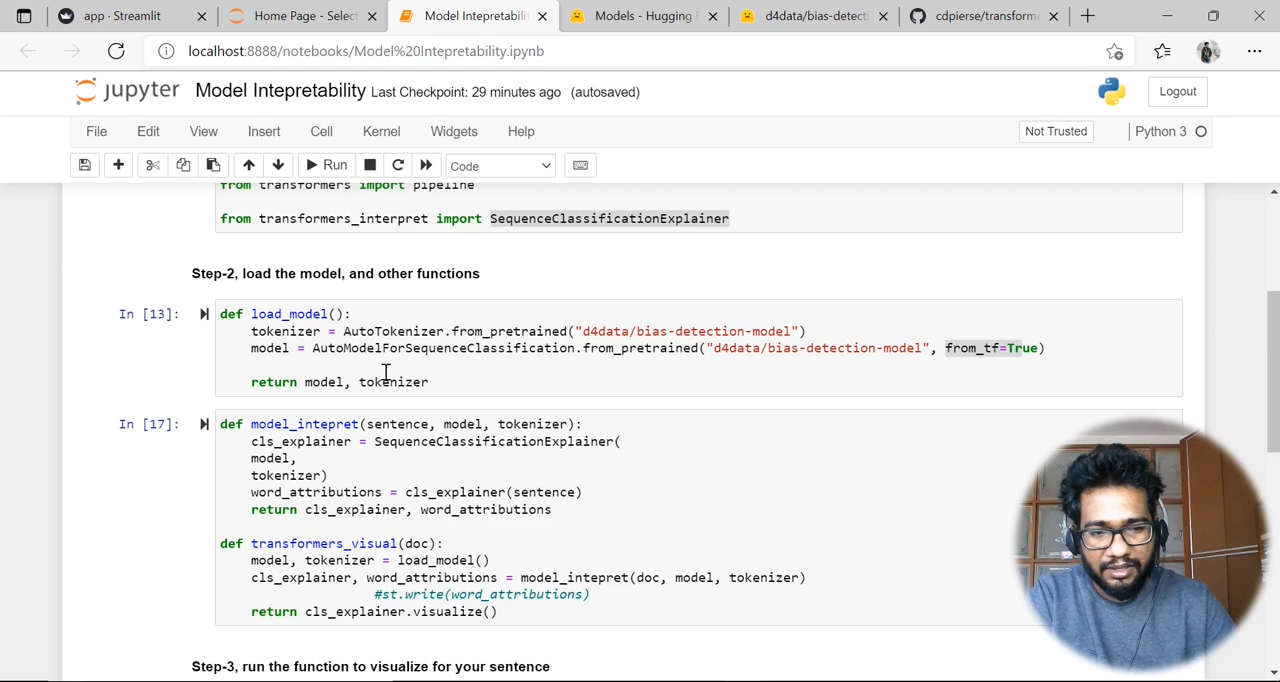 app · Streamlit
Home Page - Select
Model Intepretabili
Models - Hugging F
d4data/bias-detecti
cdpierse/transforme
localhost:8888/notebooks/Model%20Intepretability.ipynb
jupyter Model Intepretability Last Checkpoint: 29 minutes ago (autosaved)
Logout
File Edit View Insert Cell Kernel Widgets Help
Not Trusted
Python 3
Run
Code
from transformers import pipeline
from transformers_interpret import SequenceClassificationExplainer
Step-2, load the model, and other functions
In [13]:
def load_model():
tokenizer = AutoTokenizer.from_pretrained("d4data/bias-detection-model")
model = AutoModelForSequenceClassification.from_pretrained("d4data/bias-detection-model", from_tf=True)
return model, tokenizer
In [17]:
def model_intepret(sentence, model, tokenizer):
cls_explainer = SequenceClassificationExplainer(
model,
tokenizer)
word_attributions = cls_explainer(sentence)
return cls_explainer, word_attributions
def transformers_visual(doc):
model, tokenizer = load_model()
cls_explainer, word_attributions = model_intepret(doc, model, tokenizer)
#st.write(word_attributions)
return cls_explainer.visualize()
Step-3, run the function to visualize for your sentence